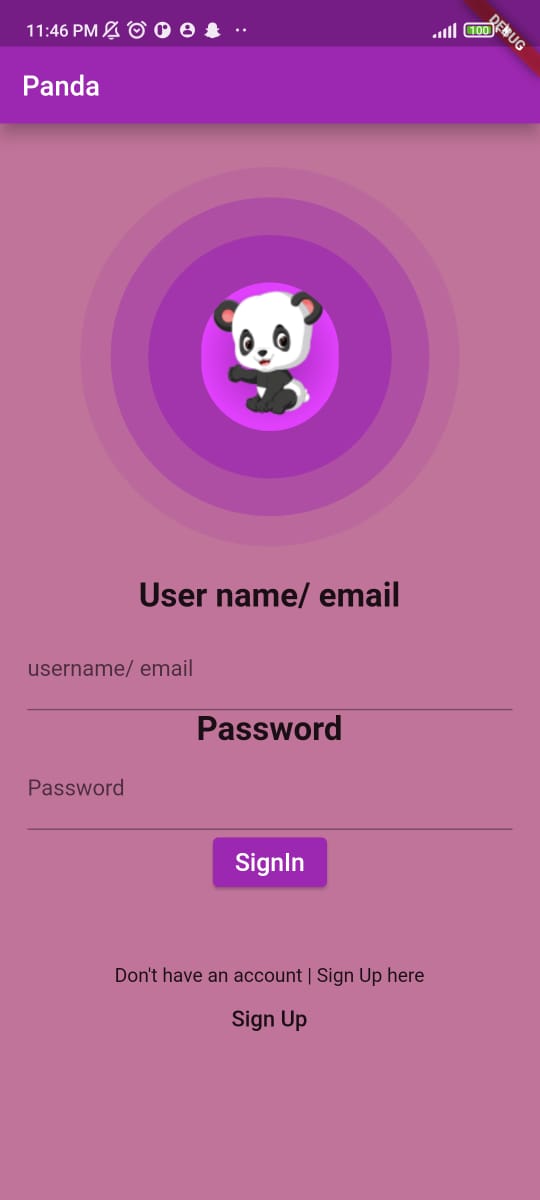 11:46 PM
100
DEBUG
Panda
User name/ email
username/ email
Password
Password
SignIn
Don't have an account | Sign Up here
Sign Up